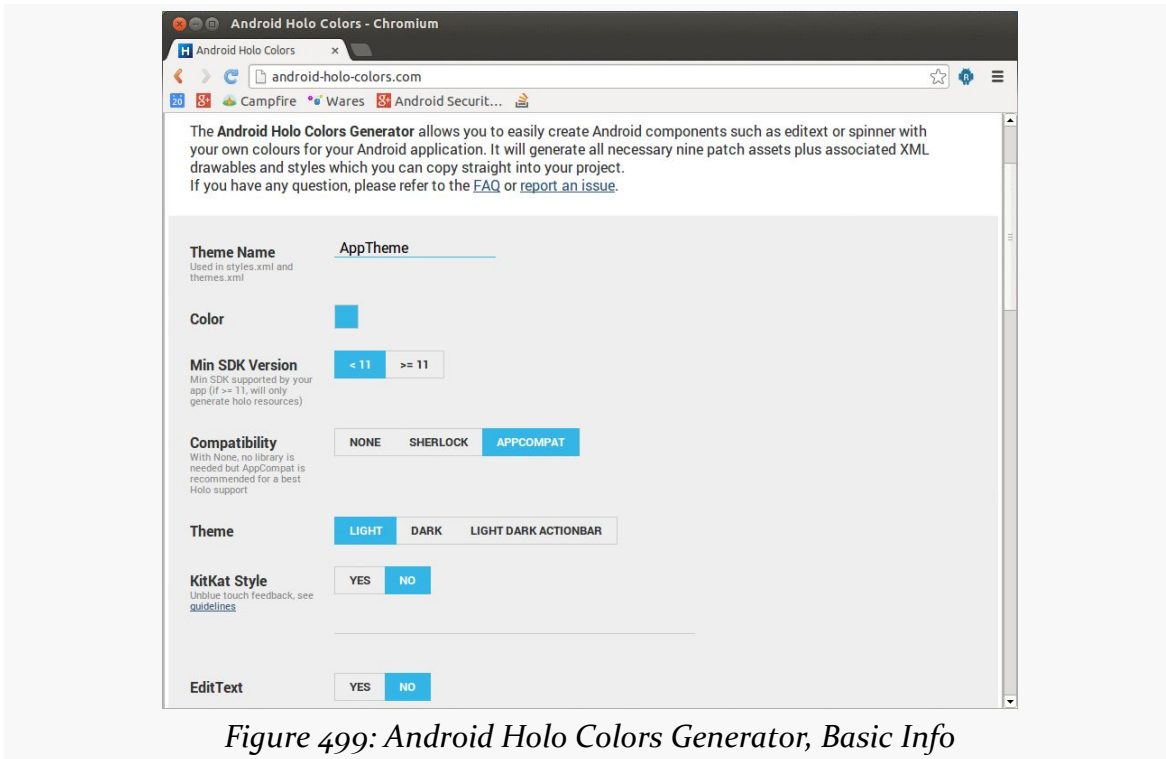 Android Holo Colors - Chromium
Android Holo Colors
android-holo-colors.com
20 Campfire Wares Android Securit...
The Android Holo Colors Generator allows you to easily create Android components such as editext or spinner with
your own colours for your Android application. It will generate all necessary nine patch assets plus associated XML
drawables and styles which you can copy straight into your project.
If you have any question, please refer to the FAQ or report an issue.
Theme Name AppTheme
Used in styles.xml and
themes.xml
Color
Min SDK Version < 11 >= 11
Min SDK supported by your
app (if >= 11, will only
generate holo resources)
Compatibility NONE SHERLOCK APPCOMPAT
With None, no library is
needed but AppCompat is
recommended for a best
Holo support
Theme LIGHT DARK LIGHT DARK ACTIONBAR
KitKat Style YES NO
Unblue touch feedback, see
guidelines
EditText YES NO
Figure 499: Android Holo Colors Generator, Basic Info